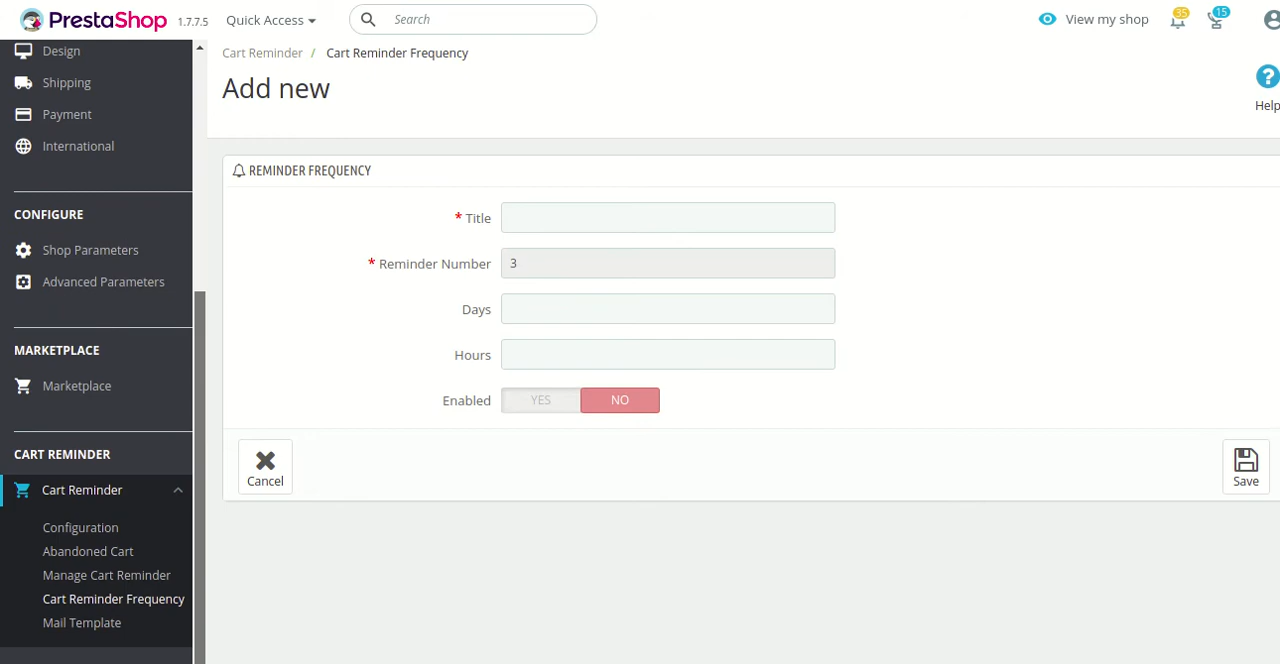 PrestaShop 1.7.7.5 Quick Access Search View my shop 35 15
Design
Shipping
Payment
International
CONFIGURE
Shop Parameters
Advanced Parameters
MARKETPLACE
Marketplace
CART REMINDER
Cart Reminder
Configuration
Abandoned Cart
Manage Cart Reminder
Cart Reminder Frequency
Mail Template
Cart Reminder / Cart Reminder Frequency
Add new
? Help
REMINDER FREQUENCY
* Title
* Reminder Number 3
Days
Hours
Enabled YES NO
Cancel Save